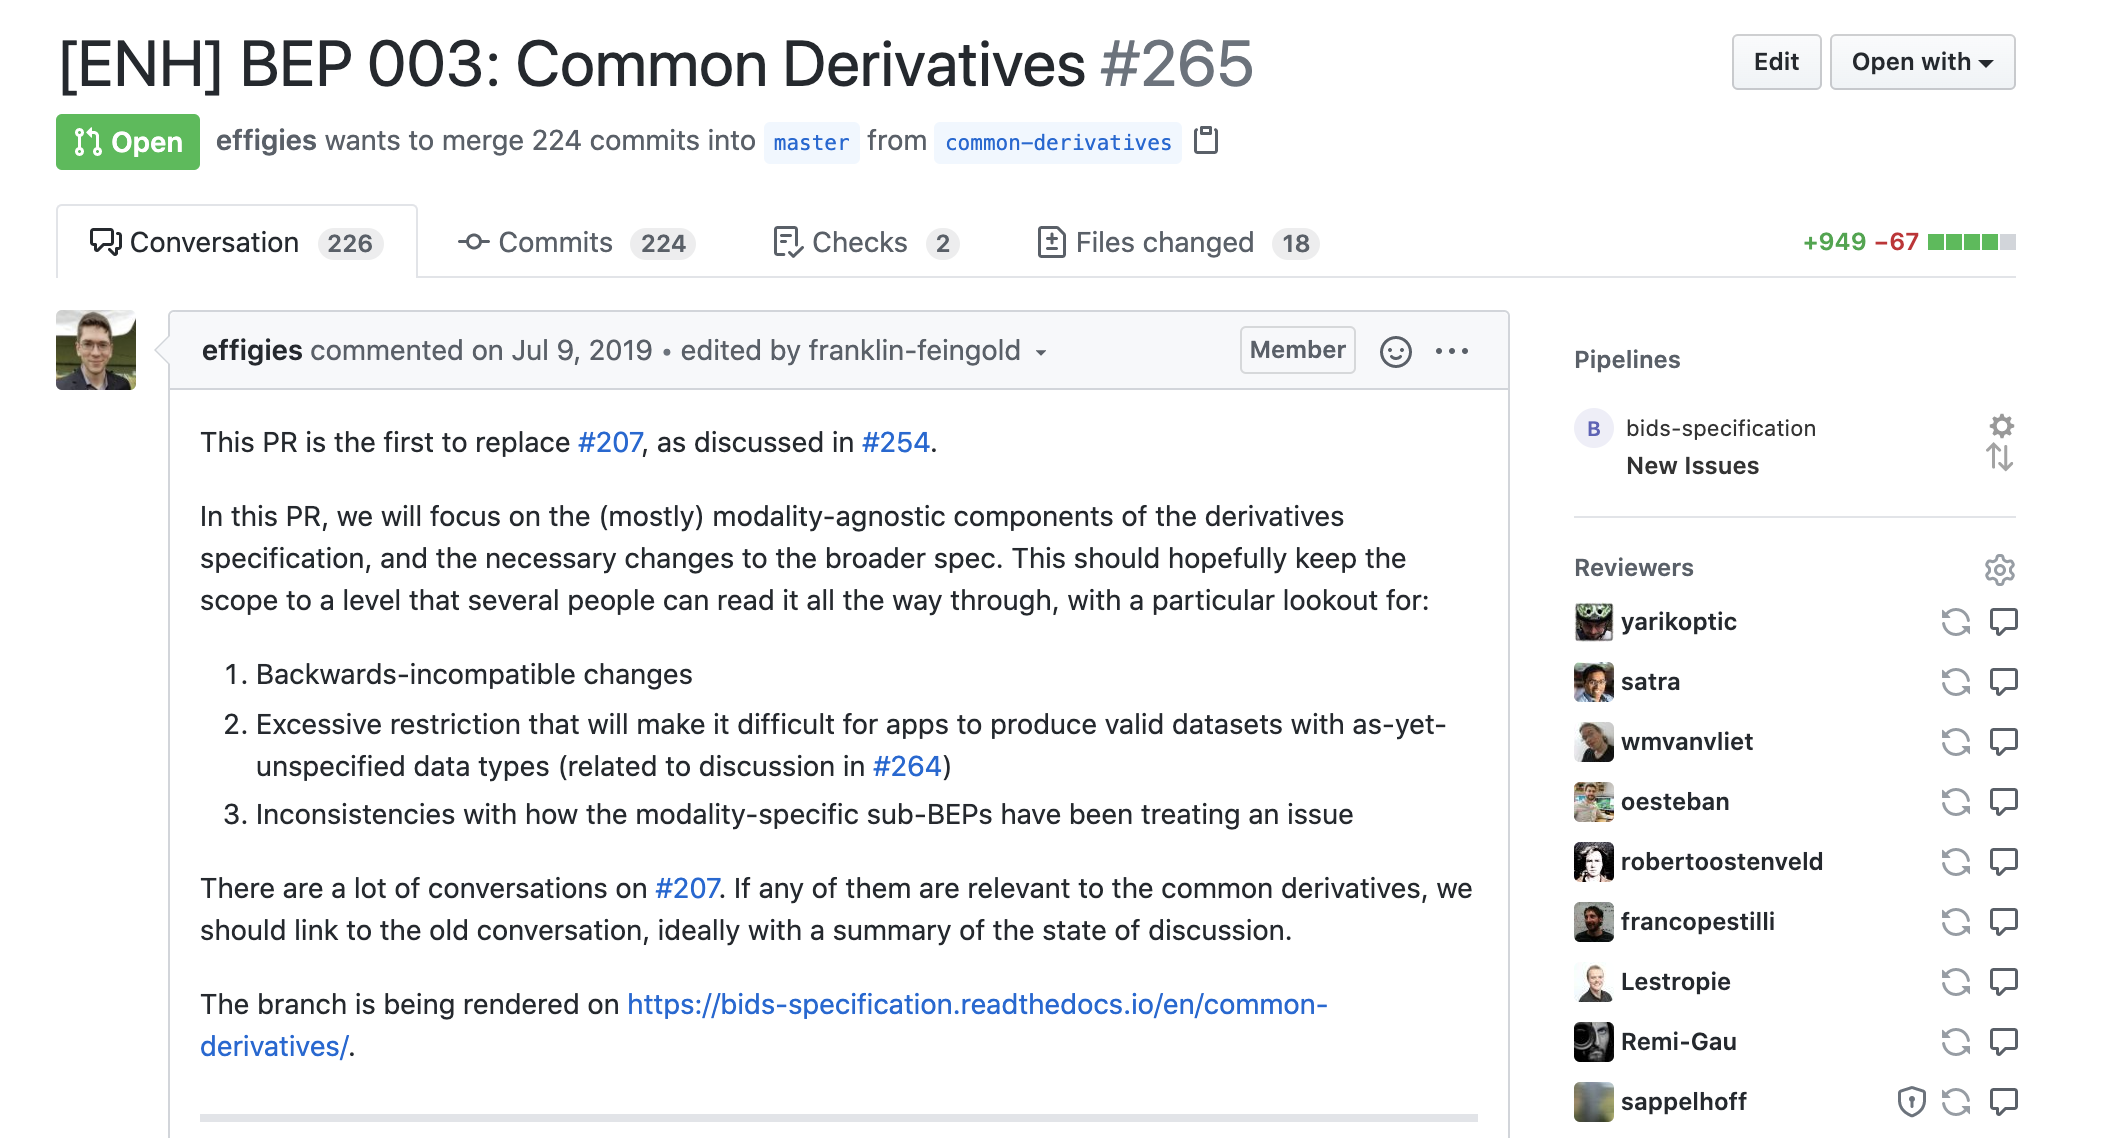 [ENH] BEP 003: Common Derivatives #265
Edit
Open with
Open
effigies wants to merge 224 commits into master from common-derivatives
Conversation 226
Commits 224
Checks 2
Files changed 18
+949 −67
effigies commented on Jul 9, 2019 • edited by franklin-feingold
Member
This PR is the first to replace #207, as discussed in #254.
In this PR, we will focus on the (mostly) modality-agnostic components of the derivatives
specification, and the necessary changes to the broader spec. This should hopefully keep the
scope to a level that several people can read it all the way through, with a particular lookout for:
1. Backwards-incompatible changes
2. Excessive restriction that will make it difficult for apps to produce valid datasets with as-yet-
unspecified data types (related to discussion in #264)
3. Inconsistencies with how the modality-specific sub-BEPs have been treating an issue
There are a lot of conversations on #207. If any of them are relevant to the common derivatives, we
should link to the old conversation, ideally with a summary of the state of discussion.
The branch is being rendered on https://bids-specification.readthedocs.io/en/common-
derivatives/.
Pipelines
B
bids-specification
New Issues
Reviewers
yarikoptic
satra
wmvanvliet
oesteban
robertoostenveld
francopestilli
Lestropie
Remi-Gau
sappelhoff